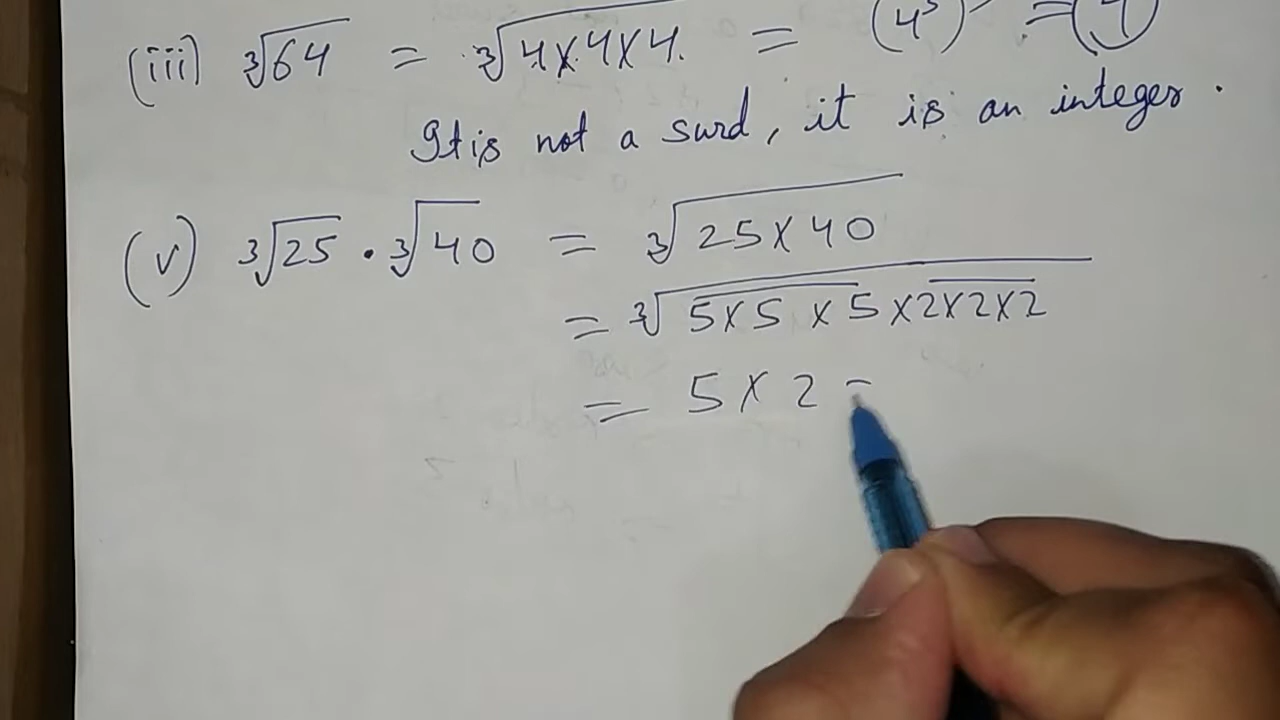 (iii) ∛64 = ∛4×4×4. = (4³) = (4)
It is not a surd, it is an integer.
(v) ∛25 . ∛40 = ∛25×40
= ∛5×5×5×2×2×2
= 5×2 =